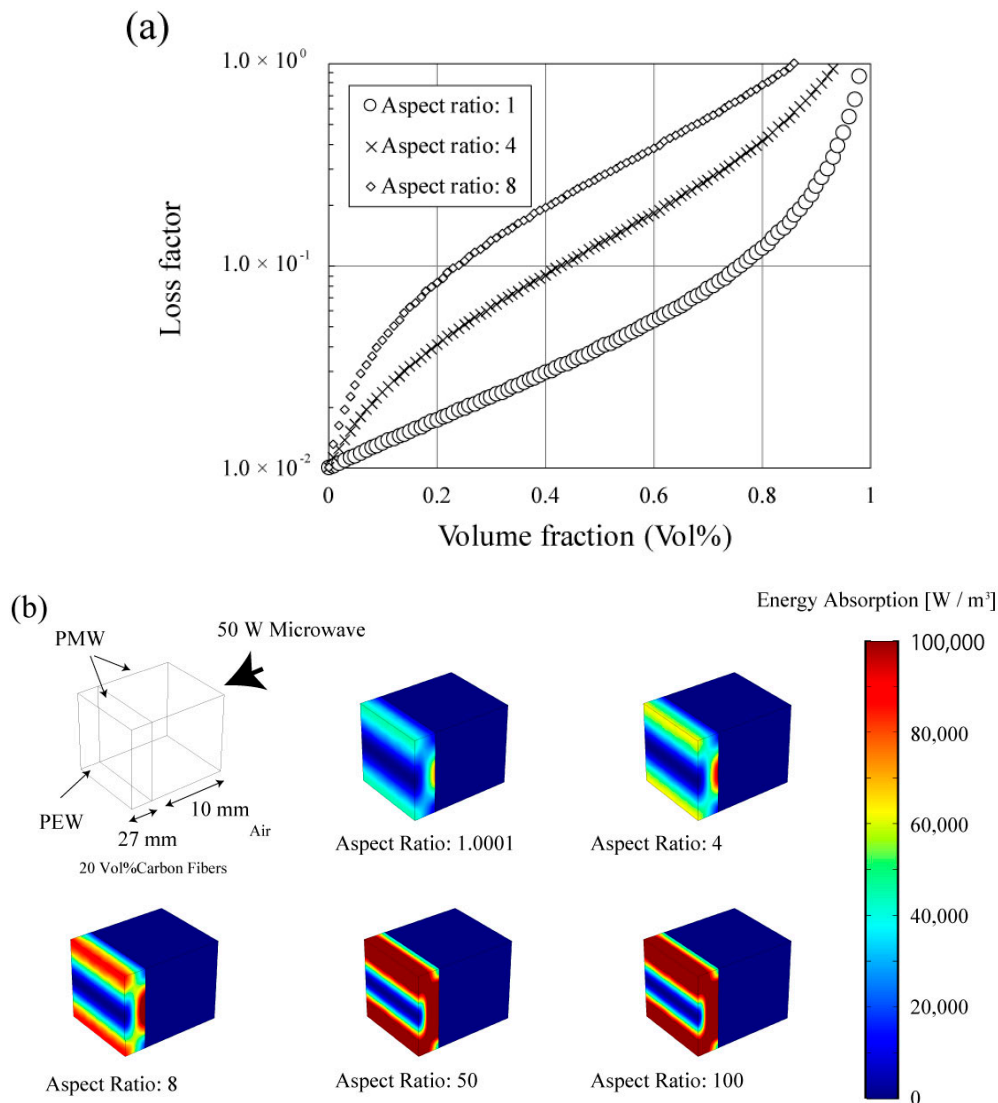 (a)
1.0 × 10⁰
1.0 × 10⁻¹
1.0 × 10⁻²
Loss factor
Aspect ratio: 1
Aspect ratio: 4
Aspect ratio: 8
0
0.2
0.4
0.6
0.8
1
Volume fraction (Vol%)
(b)
PMW
50 W Microwave
PEW
10 mm
27 mm
Air
20 Vol%Carbon Fibers
Aspect Ratio: 1.0001
Aspect Ratio: 4
Aspect Ratio: 8
Aspect Ratio: 50
Aspect Ratio: 100
Energy Absorption [W / m³]
100,000
80,000
60,000
40,000
20,000
0